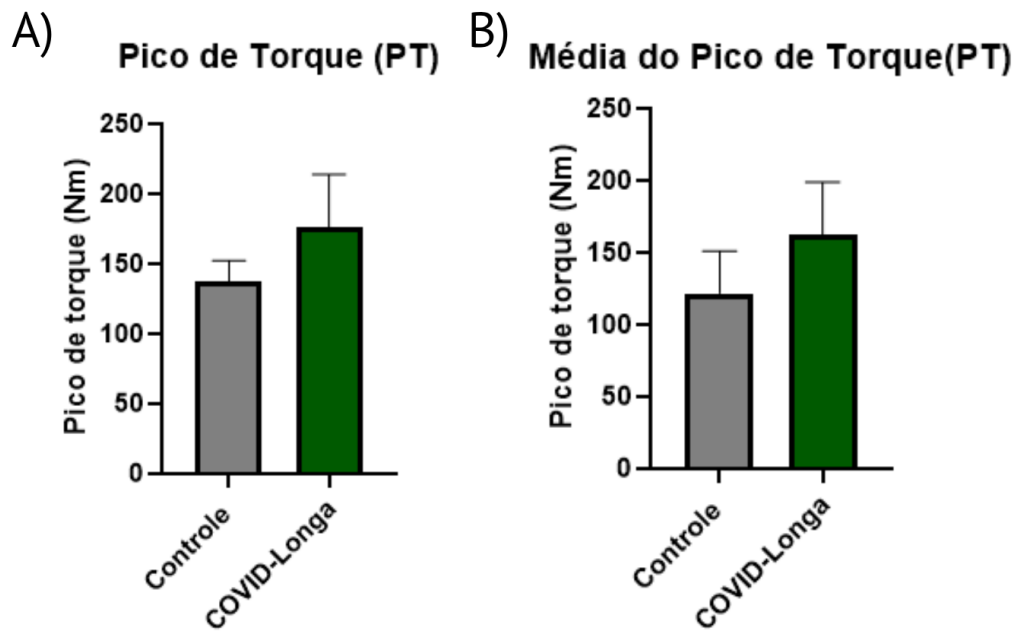 A)
Pico de Torque (PT)
Pico de torque (Nm)
250
200
150
100
50
0
Controle
COVID-Longa
B)
Média do Pico de Torque(PT)
Pico de torque (Nm)
250
200
150
100
50
0
Controle
COVID-Longa